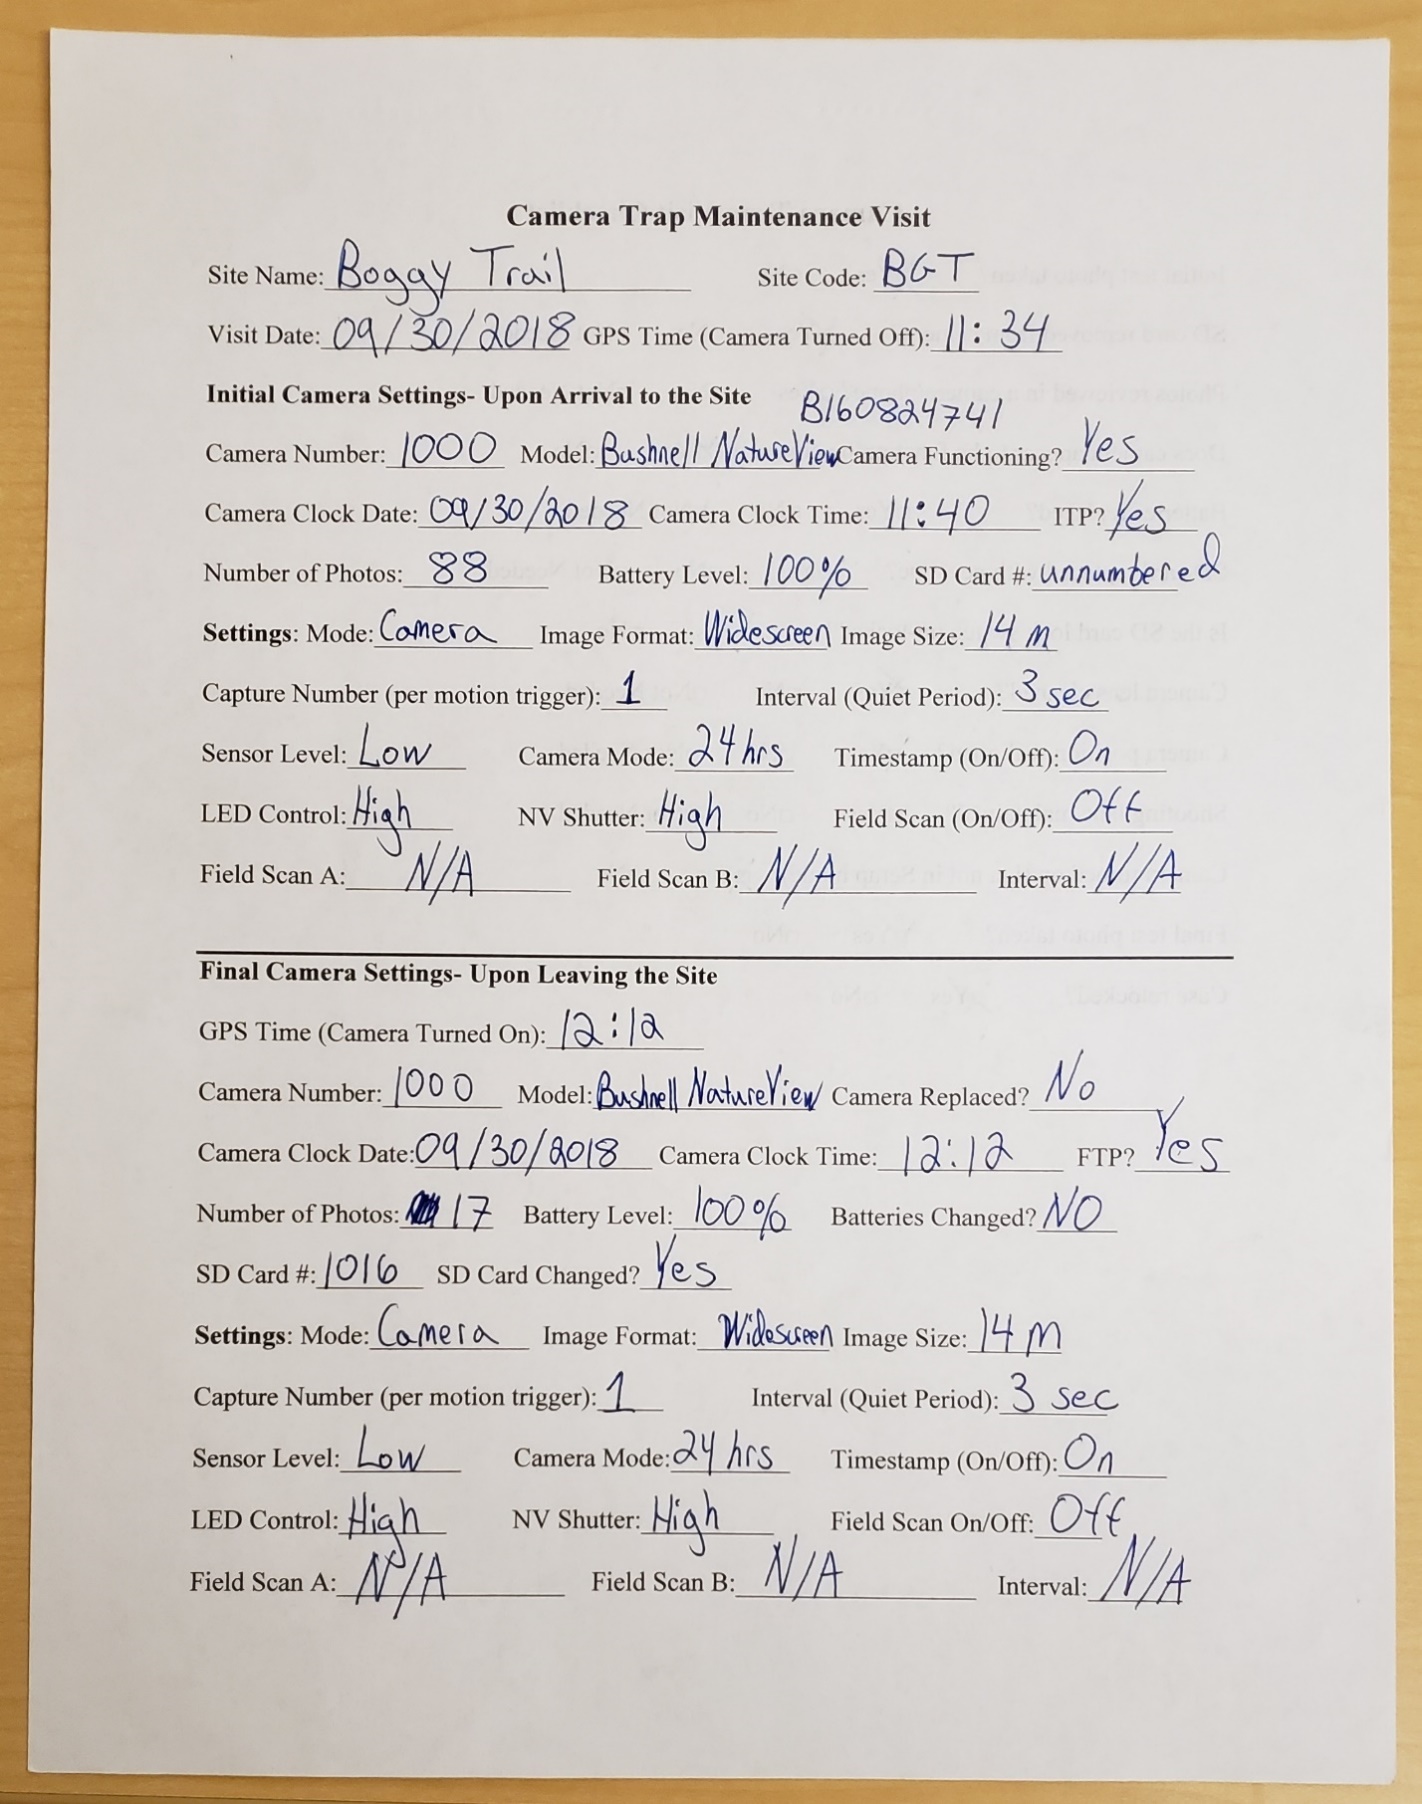 Camera Trap Maintenance Visit
Site Name: Boggy Trail Site Code: BGT
Visit Date: 09/30/2018 GPS Time (Camera Turned Off): 11:34
Initial Camera Settings- Upon Arrival to the Site B160824741
Camera Number: 1000 Model: Bushnell NatureView Camera Functioning? Yes
Camera Clock Date: 09/30/2018 Camera Clock Time: 11:40 ITP? Yes
Number of Photos: 88 Battery Level: 100% SD Card #: unnumbered
Settings: Mode: Camera Image Format: Widescreen Image Size: 14 m
Capture Number (per motion trigger): 1 Interval (Quiet Period): 3 sec
Sensor Level: Low Camera Mode: 24 hrs Timestamp (On/Off): On
LED Control: High NV Shutter: High Field Scan (On/Off): Off
Field Scan A: N/A Field Scan B: N/A Interval: N/A
Final Camera Settings- Upon Leaving the Site
GPS Time (Camera Turned On): 12:12
Camera Number: 1000 Model: Bushnell NatureView Camera Replaced? No
Camera Clock Date: 09/30/2018 Camera Clock Time: 12:12 FTP? Yes
Number of Photos: 17 Battery Level: 100% Batteries Changed? NO
SD Card #: 1016 SD Card Changed? Yes
Settings: Mode: Camera Image Format: Widescreen Image Size: 14 m
Capture Number (per motion trigger): 1 Interval (Quiet Period): 3 sec
Sensor Level: Low Camera Mode: 24 hrs Timestamp (On/Off): On
LED Control: High NV Shutter: High Field Scan On/Off: Off
Field Scan A: N/A Field Scan B: N/A Interval: N/A